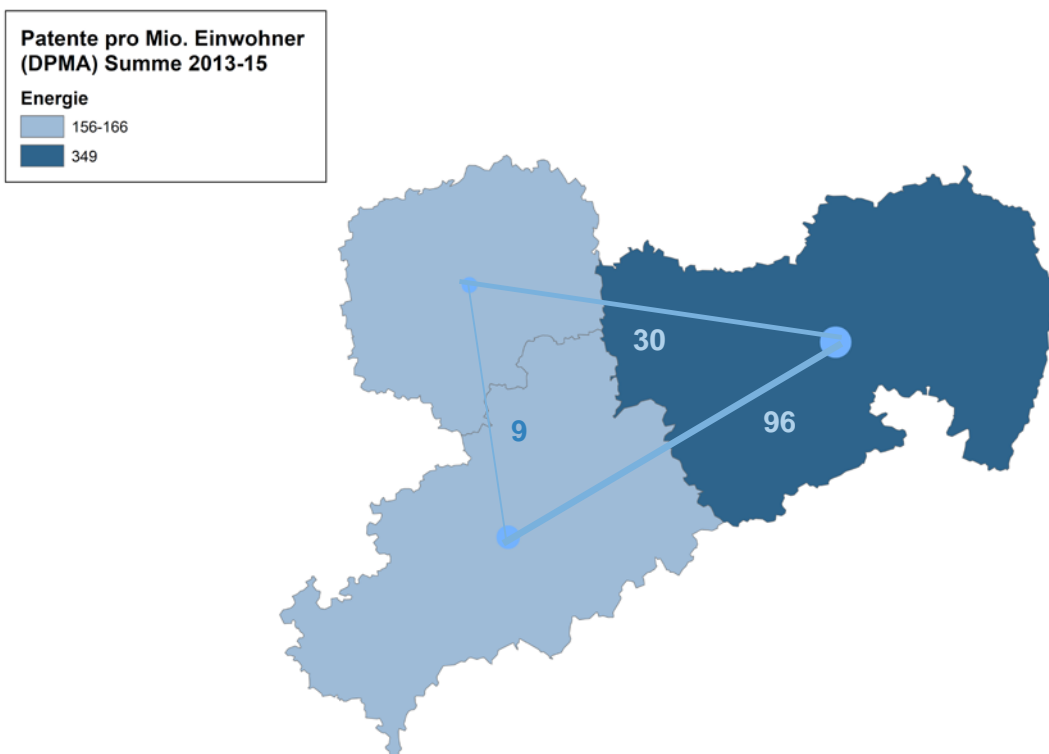 Patente pro Mio. Einwohner
(DPMA) Summe 2013-15
Energie
156-166
349
30
96
9